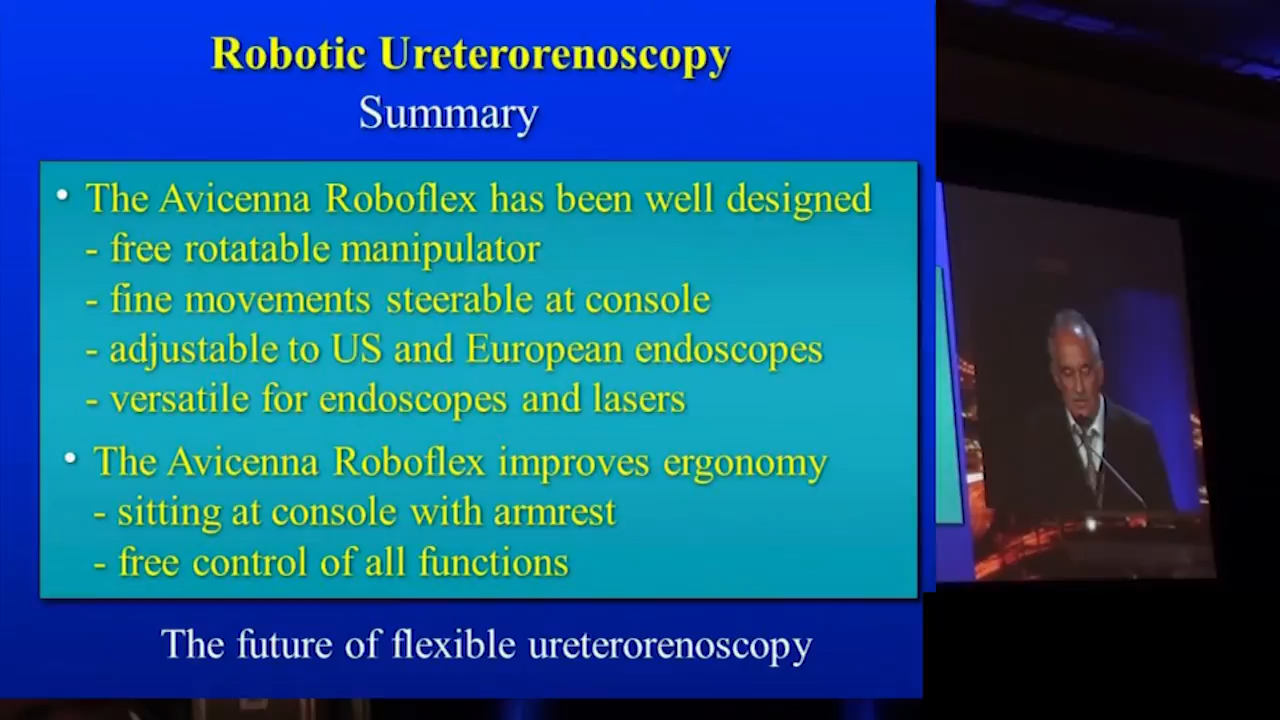 Robotic Ureterorenoscopy
Summary
• The Avicenna Roboflex has been well designed
- free rotatable manipulator
- fine movements steerable at console
- adjustable to US and European endoscopes
- versatile for endoscopes and lasers
• The Avicenna Roboflex improves ergonomy
- sitting at console with armrest
- free control of all functions
The future of flexible ureterorenoscopy